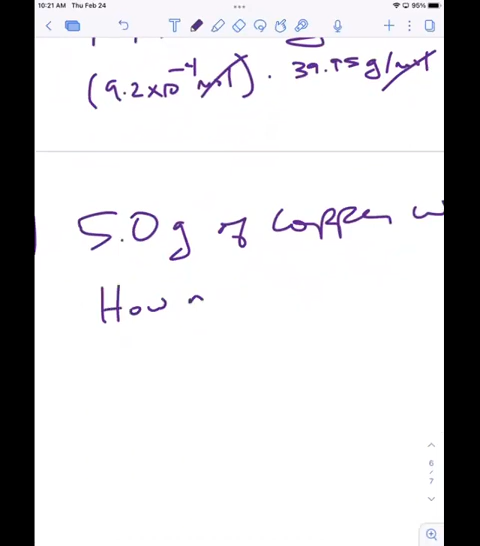 10:21 AM Thu Feb 24
95%
(9.2×10⁻⁴ mol) · 39.95 g/mol
5.0 g of copper w
How
6
7